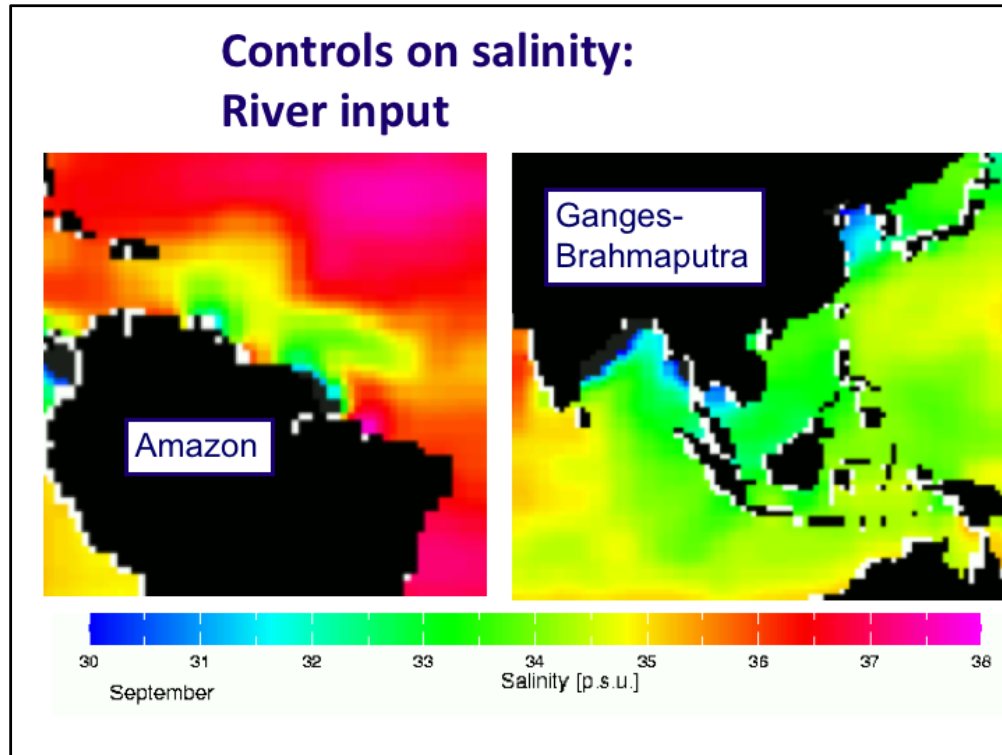 Controls on salinity:
River input
Amazon
Ganges-
Brahmaputra
30 31 32 33 34 35 36 37 38
September
Salinity [p.s.u.]